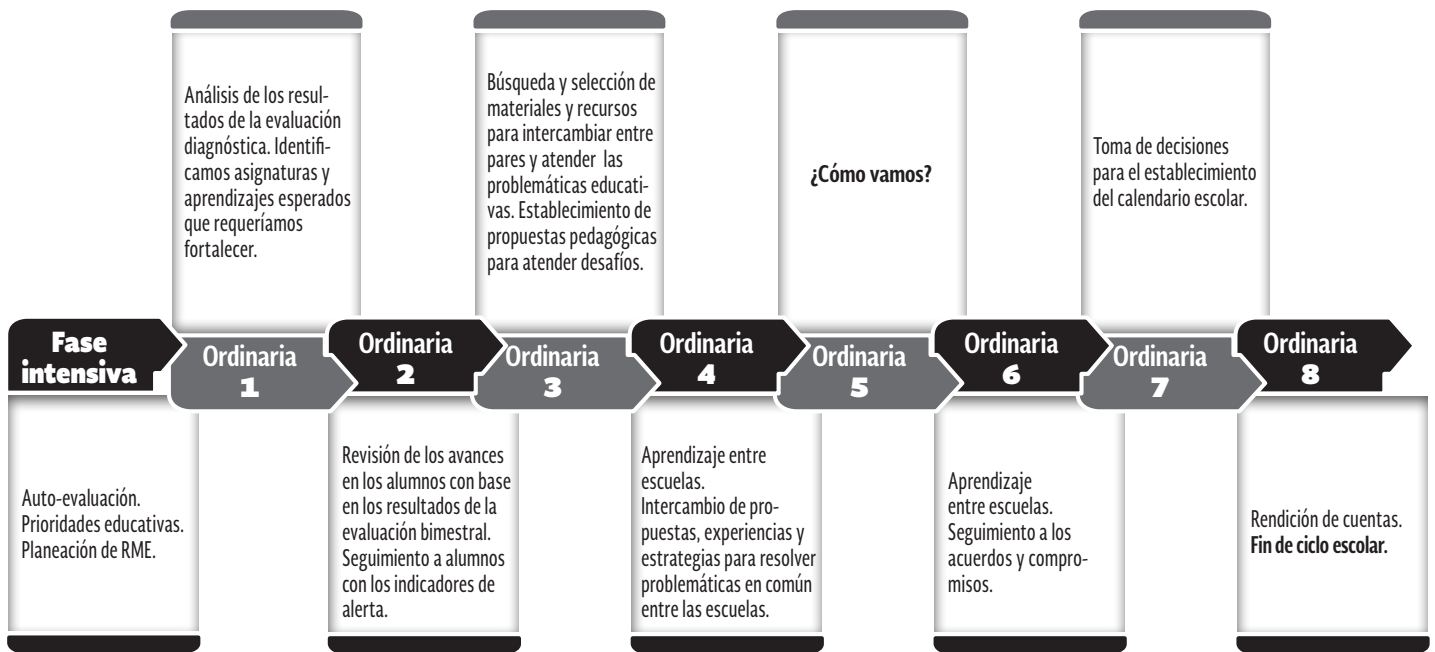 Análisis de los resul-
tados de la evaluación
diagnóstica. Identifi-
camos asignaturas y
aprendizajes esperados
que requeríamos
fortalecer.
Búsqueda y selección de
materiales y recursos
para intercambiar entre
pares y atender las
problemáticas educati-
vas. Establecimiento de
propuestas pedagógicas
para atender desafíos.
¿Cómo vamos?
Toma de decisiones
para el establecimiento
del calendario escolar.
Fase
intensiva
Ordinaria
1
Ordinaria
2
Ordinaria
3
Ordinaria
4
Ordinaria
5
Ordinaria
6
Ordinaria
7
Ordinaria
8
Auto-evaluación.
Prioridades educativas.
Planeación de RME.
Revisión de los avances
en los alumnos con base
en los resultados de la
evaluación bimestral.
Seguimiento a alumnos
con los indicadores de
alerta.
Aprendizaje entre
escuelas.
Intercambio de pro-
puestas, experiencias y
estrategias para resolver
problemáticas en común
entre las escuelas.
Aprendizaje
entre escuelas.
Seguimiento a los
acuerdos y compro-
misos.
Rendición de cuentas.
Fin de ciclo escolar.